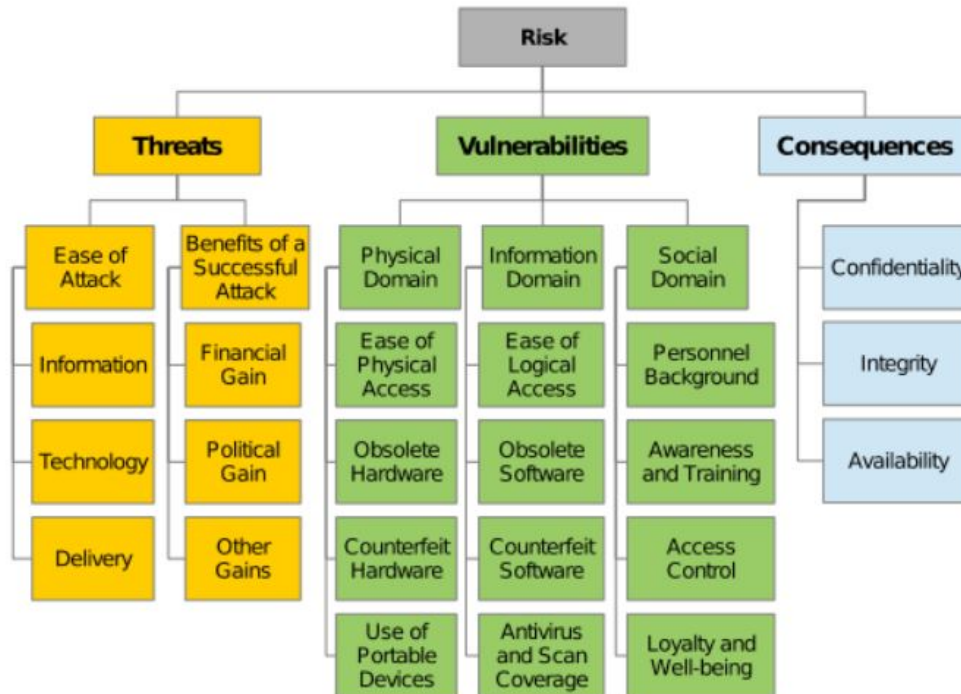 Risk
Threats
Vulnerabilities
Consequences
Ease of
Attack
Information
Technology
Delivery
Benefits of a
Successful
Attack
Financial
Gain
Political
Gain
Other
Gains
Physical
Domain
Ease of
Physical
Access
Obsolete
Hardware
Counterfeit
Hardware
Use of
Portable
Devices
Information
Domain
Ease of
Logical
Access
Obsolete
Software
Counterfeit
Software
Antivirus
and Scan
Coverage
Social
Domain
Personnel
Background
Awareness
and Training
Access
Control
Loyalty and
Well-being
Confidentiality
Integrity
Availability